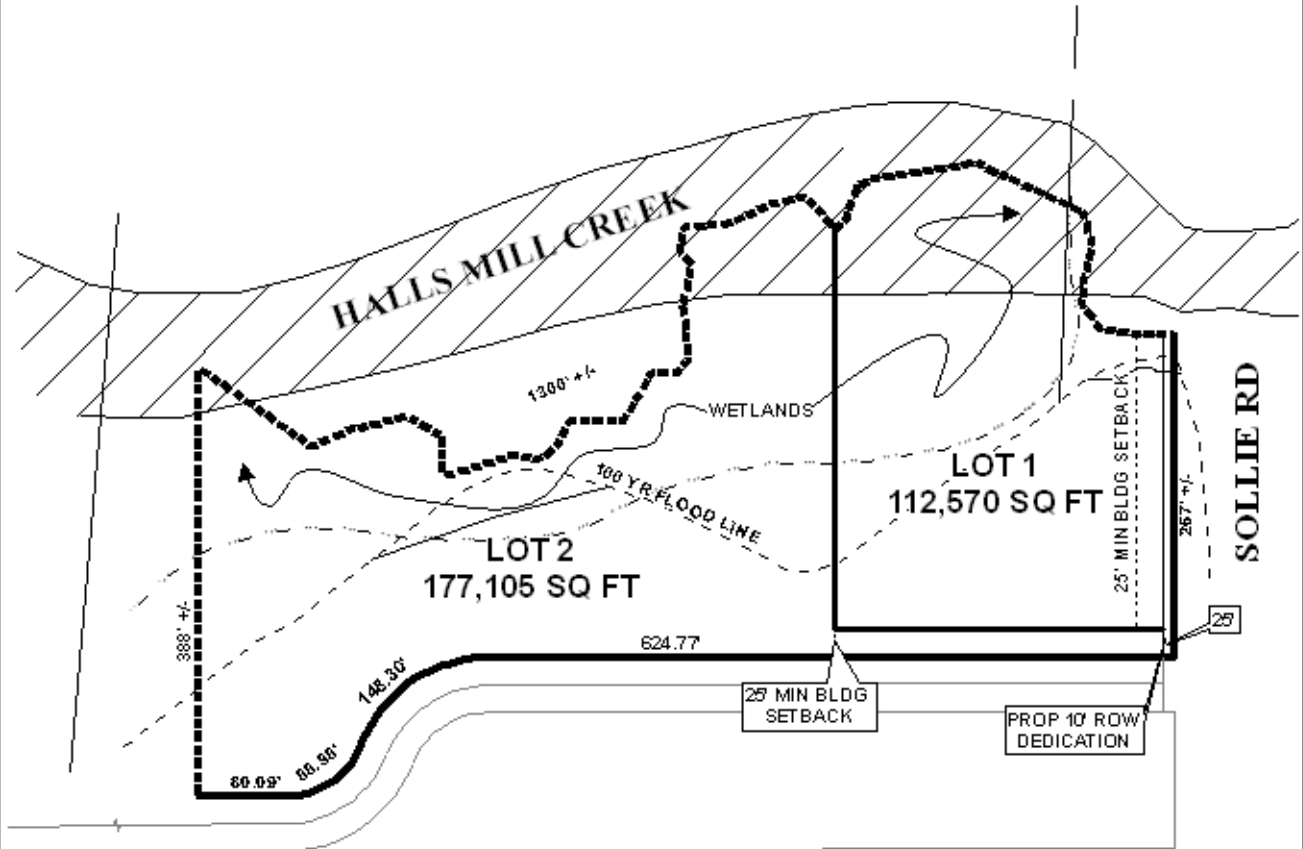 HALLS MILL CREEK
1300' +/-
WETLANDS
100 YR FLOOD LINE
LOT 1
112,570 SQ FT
25' MIN BLDG SETBACK
267' +/-
SOLLIE RD
LOT 2
177,105 SQ FT
388' +/-
624.77'
25'
148.30'
25' MIN BLDG
SETBACK
PROP 10' ROW
DEDICATION
88.98'
80.09'